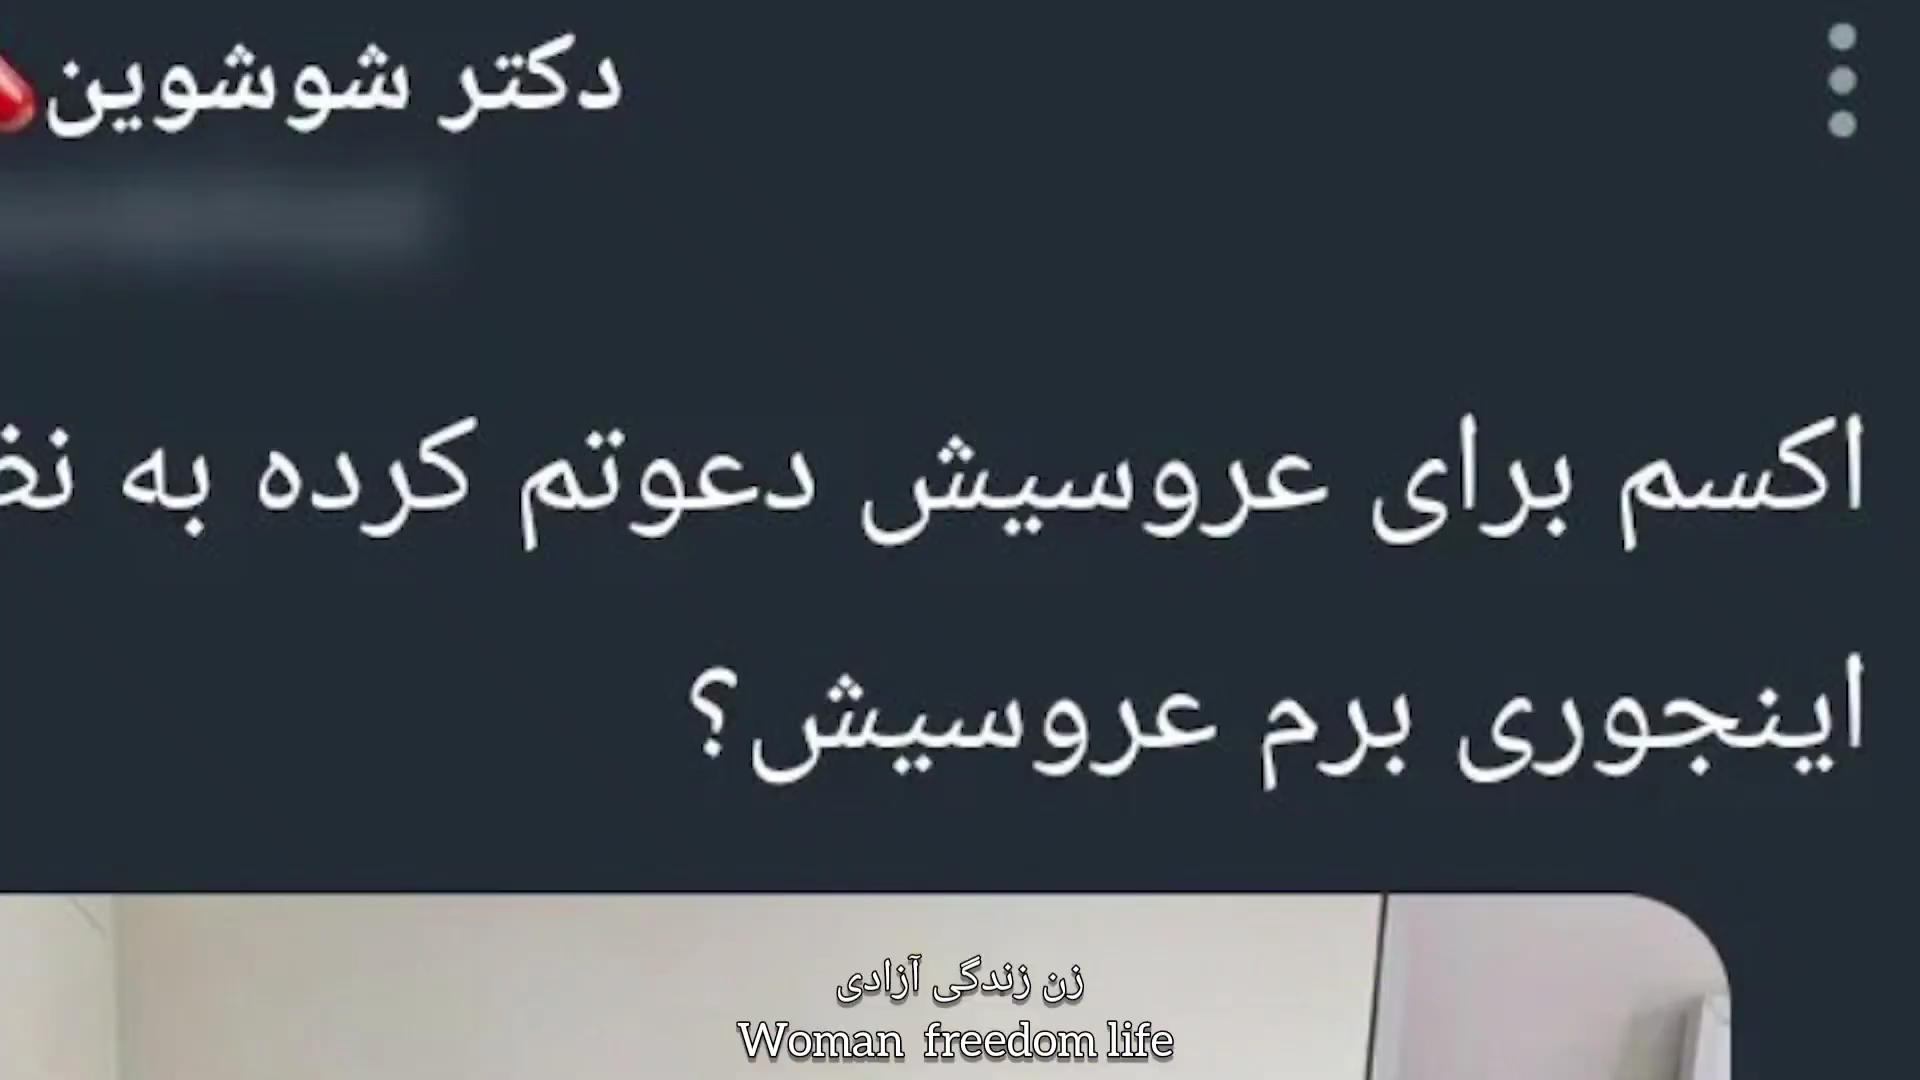 دکتر شوشوین
اکسم برای عروسیش دعوتم کرده به
اینجوری برم عروسیش؟
زن زندگی آزادی
Woman freedom life